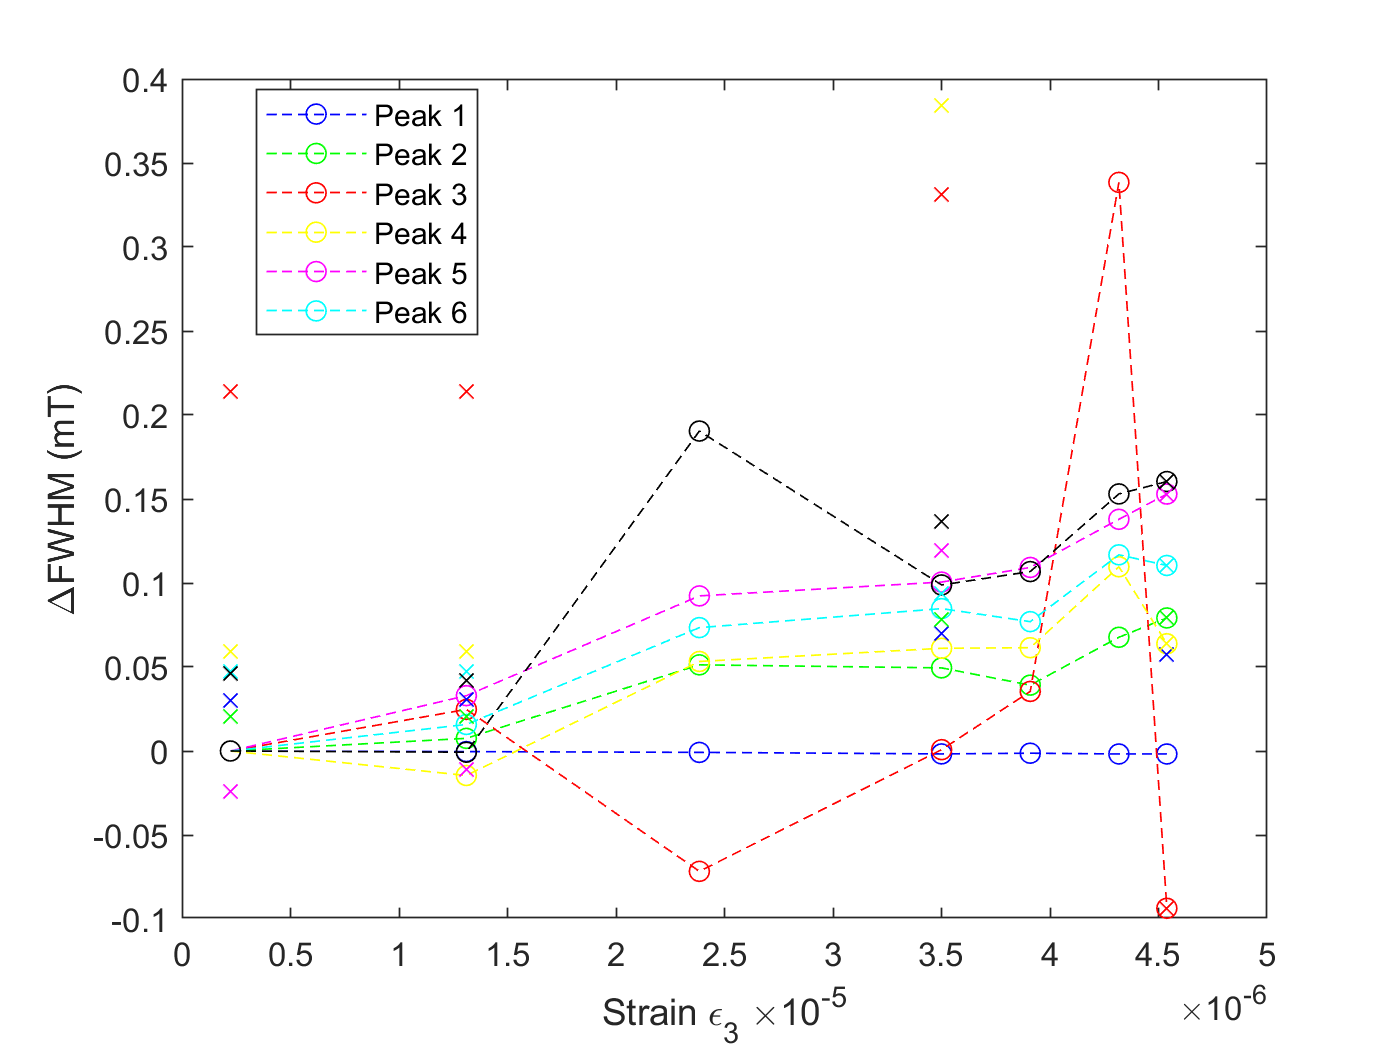 0.4
0.35
0.3
0.25
0.2
0.15
0.1
0.05
0
-0.05
-0.1
ΔFWHM (mT)
Peak 1
Peak 2
Peak 3
Peak 4
Peak 5
Peak 6
0 0.5 1 1.5 2 2.5 3 3.5 4 4.5 5
×10-6
Strain ϵ3 ×10-5